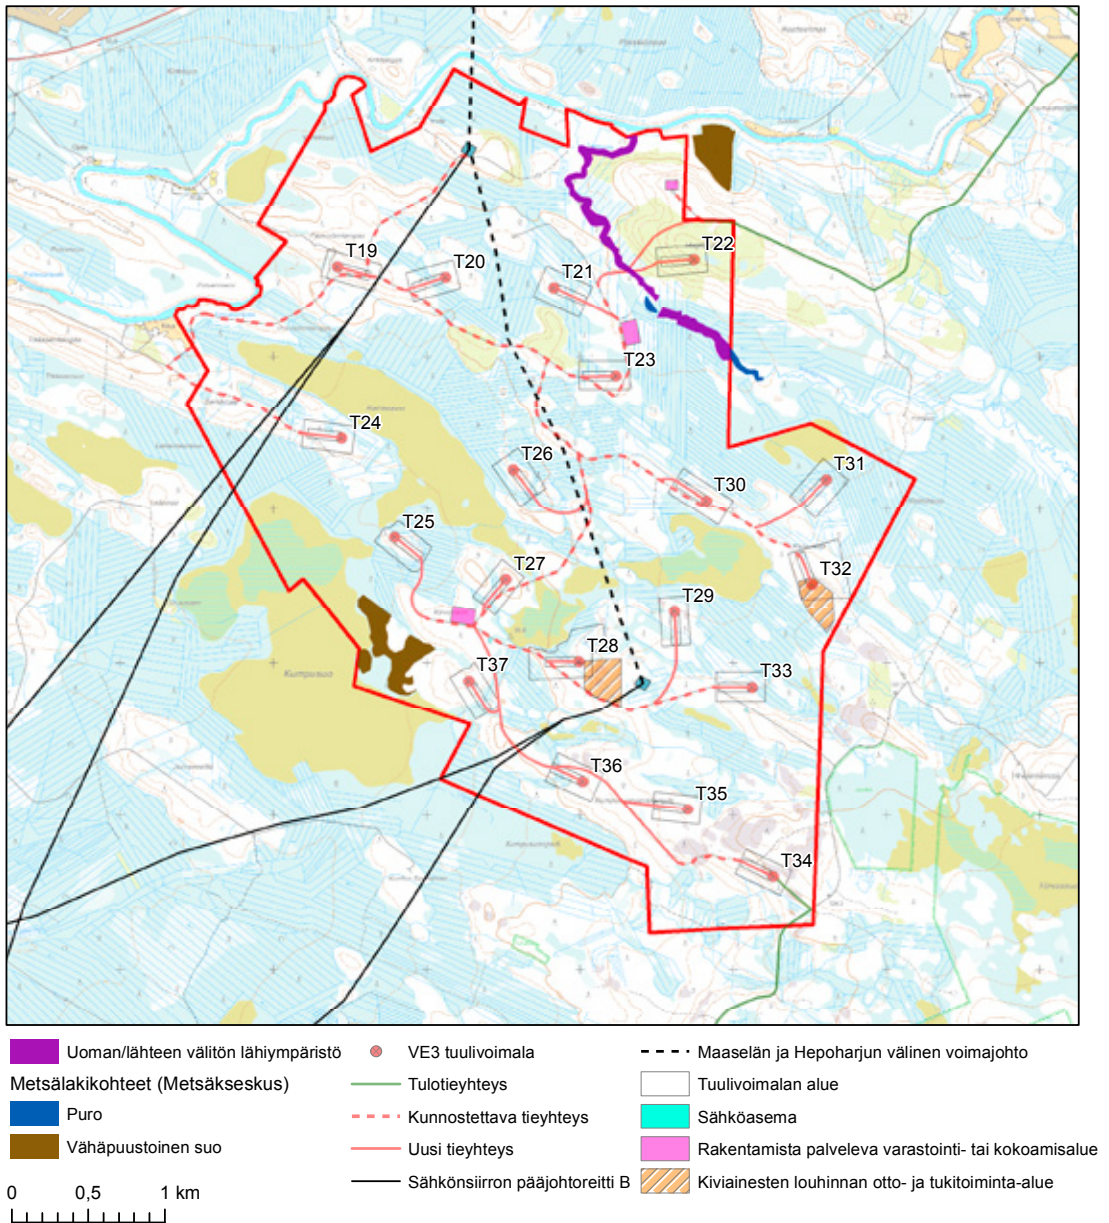 T19
T20
T21
T22
T23
T24
T25
T26
T27
T28
T29
T30
T31
T32
T33
T34
T35
T36
T37
Kumpusuo
Uoman/lähteen välitön lähiympäristö
Metsälakikohteet (Metsäkseskus)
Puro
Vähäpuustoinen suo
0 0,5 1 km
VE3 tuulivoimala
Tulotieyhteys
Kunnostettava tieyhteys
Uusi tieyhteys
Sähkönsiirron pääjohtoreitti B
Maaselän ja Hepoharjun välinen voimajohto
Tuulivoimalan alue
Sähköasema
Rakentamista palveleva varastointi- tai kokoamisalue
Kiviainesten louhinnan otto- ja tukitoiminta-alue